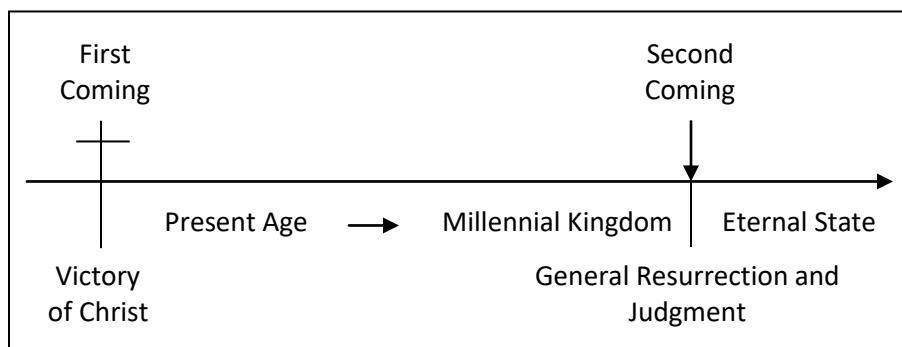 First
Coming
Second
Coming
Present Age
Millennial Kingdom
Eternal State
Victory
of Christ
General Resurrection and
Judgment